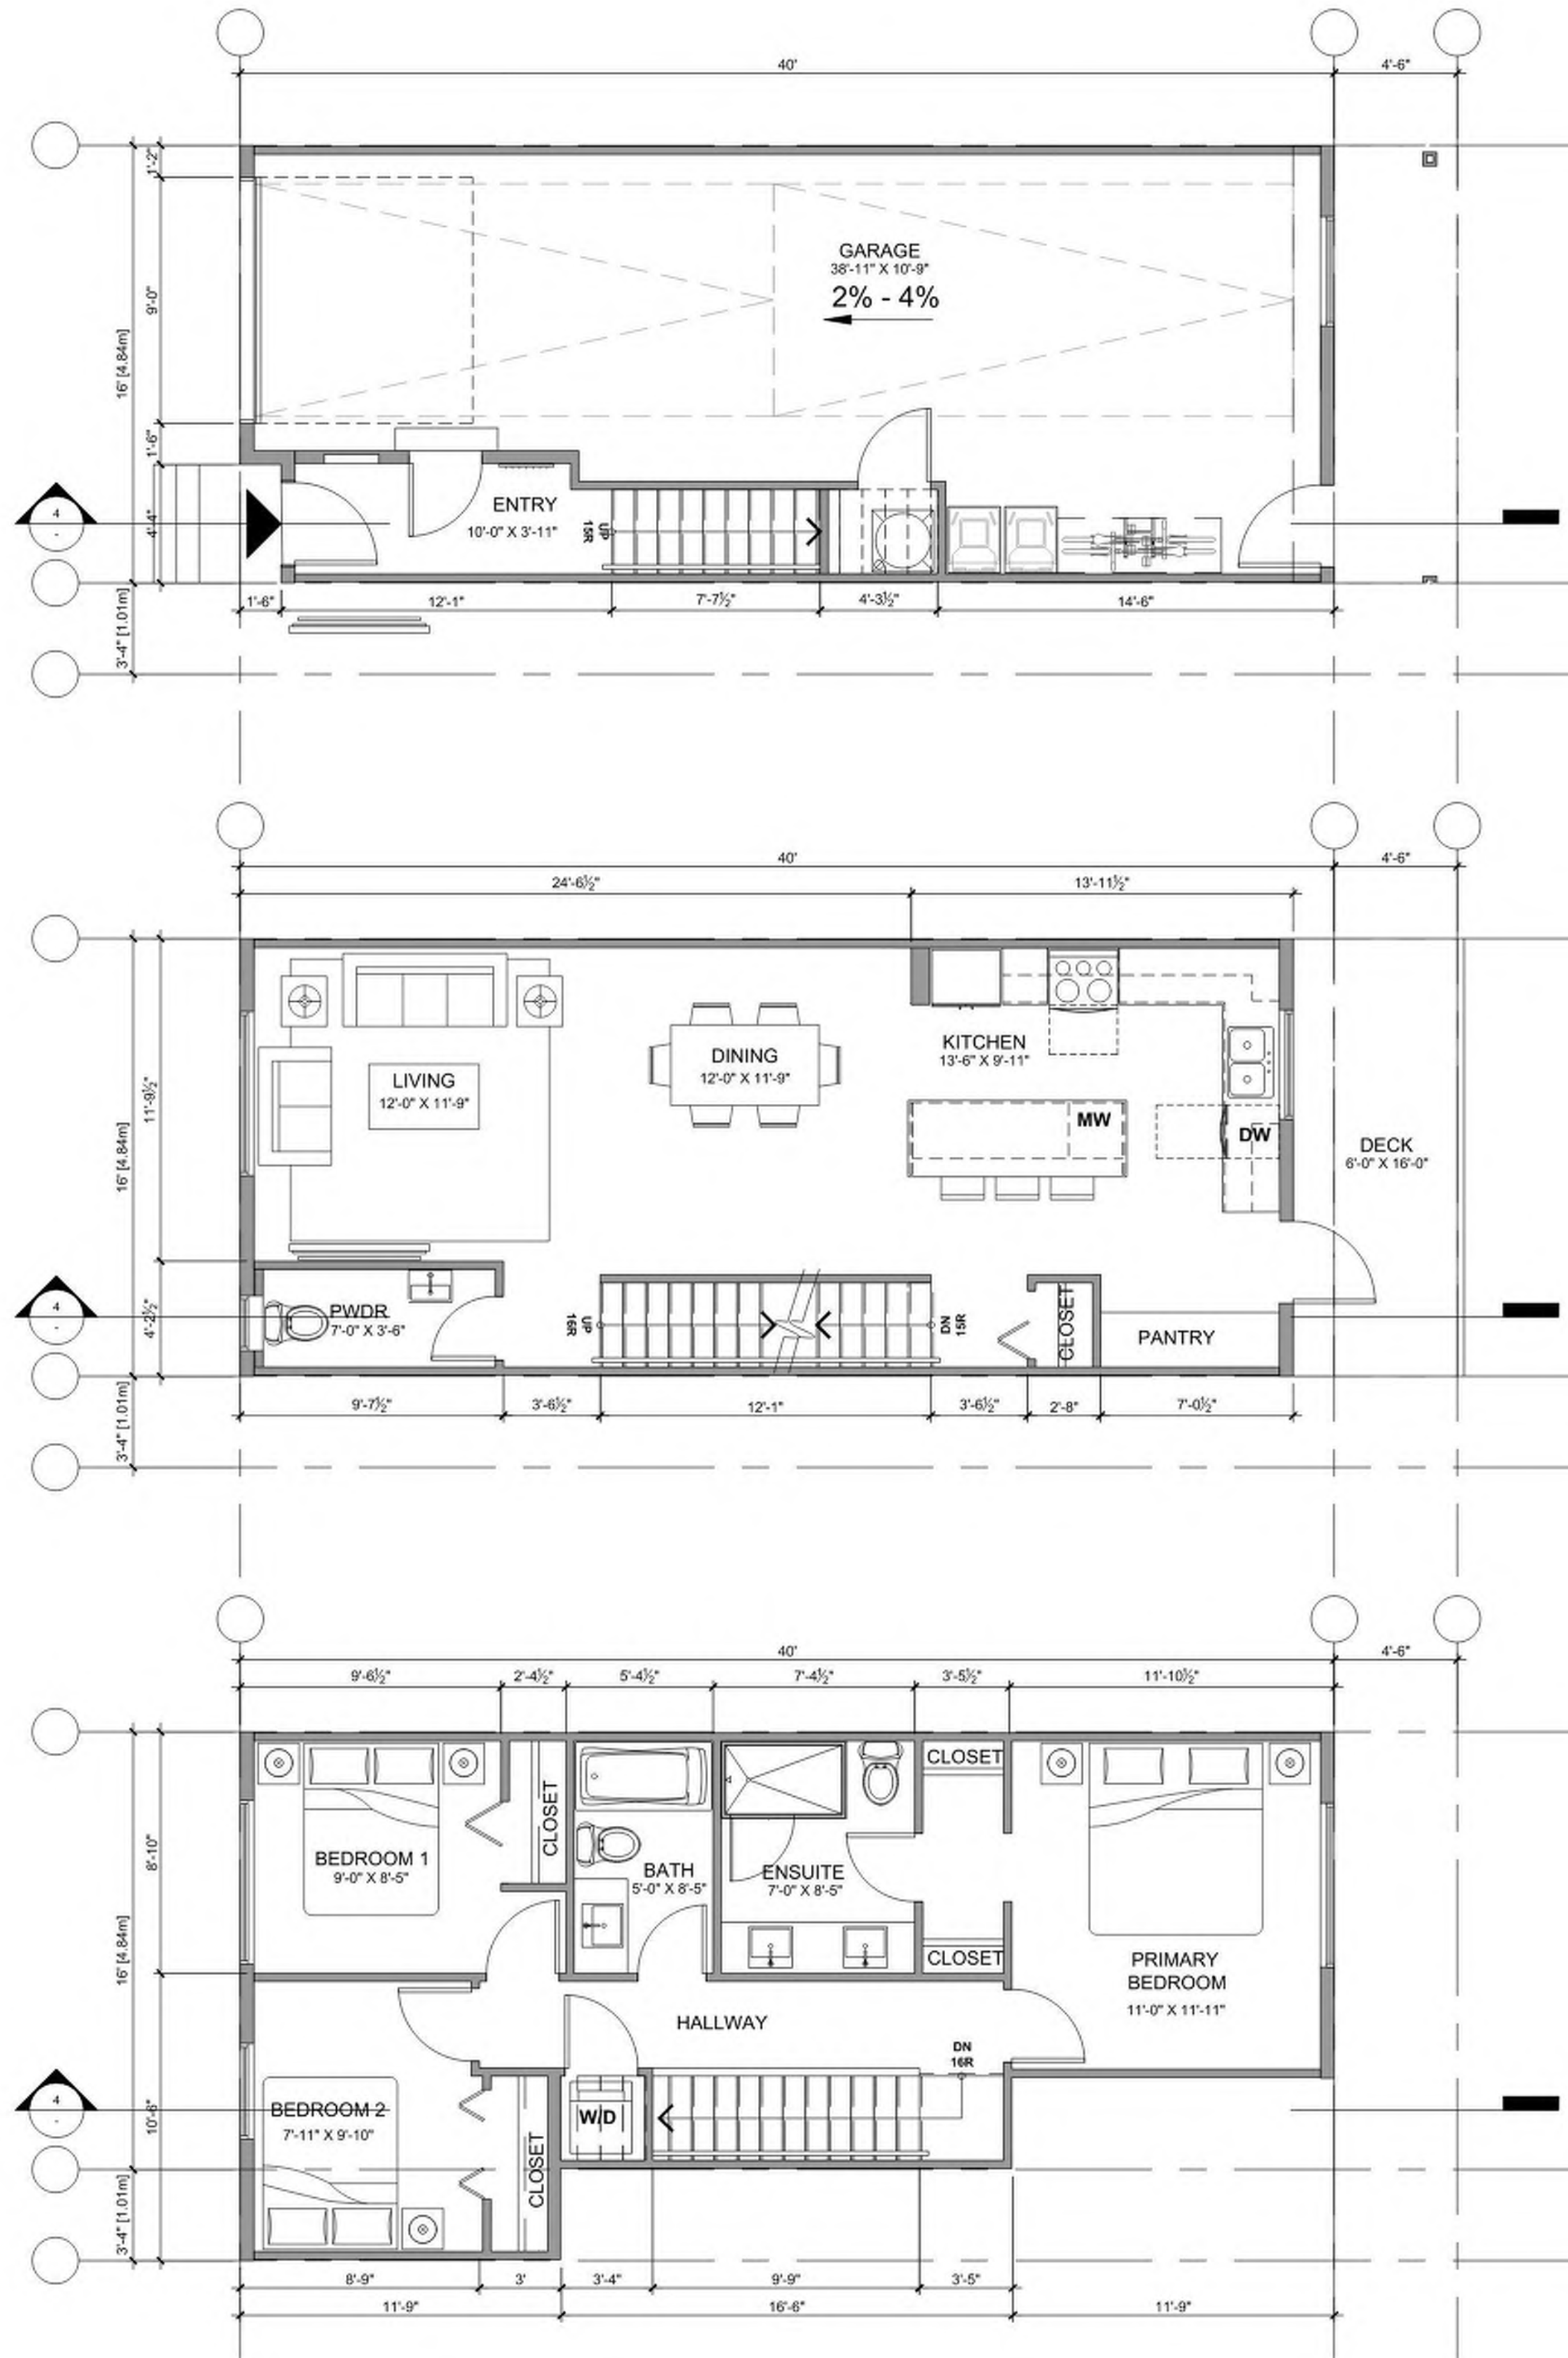 40'
4'-6"
1'-2"
9'-0"
16' [4.84m]
1'-6"
4'-4"
3'-4" [1.01m]
GARAGE
38'-11" X 10'-9"
2% - 4%
ENTRY
10'-0" X 3'-11"
UP
15R
4
-
1'-6"
12'-1"
7'-7½"
4'-3½"
14'-6"
40'
4'-6"
24'-6½"
13'-11½"
11'-9½"
16' [4.84m]
4'-2½"
3'-4" [1.01m]
LIVING
12'-0" X 11'-9"
DINING
12'-0" X 11'-9"
KITCHEN
13'-6" X 9'-11"
MW
DW
DECK
6'-0" X 16'-0"
4
-
PWDR
7'-0" X 3'-6"
UP
16R
DN
15R
CLOSET
PANTRY
9'-7½"
3'-6½"
12'-1"
3'-6½"
2'-8"
7'-0½"
40'
4'-6"
9'-6½"
2'-4½"
5'-4½"
7'-4½"
3'-5½"
11'-10½"
8'-10"
16' [4.84m]
10'-6"
3'-4" [1.01m]
BEDROOM 1
9'-0" X 8'-5"
CLOSET
BATH
5'-0" X 8'-5"
ENSUITE
7'-0" X 8'-5"
CLOSET
CLOSET
PRIMARY
BEDROOM
11'-0" X 11'-11"
HALLWAY
DN
16R
4
-
BEDROOM 2
7'-11" X 9'-10"
CLOSET
W/D
8'-9"
3'
3'-4"
9'-9"
3'-5"
11'-9"
16'-6"
11'-9"